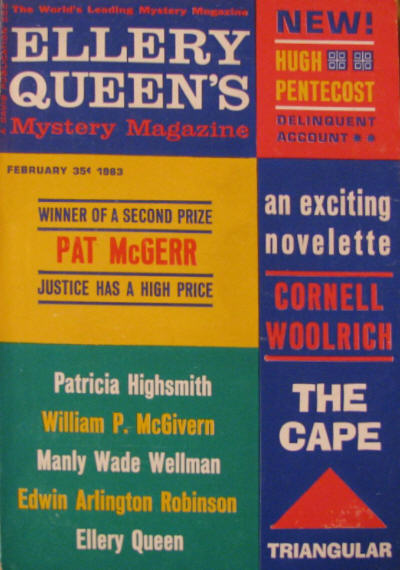 The World's Leading Mystery Magazine
ELLERY
QUEEN'S
Mystery Magazine
NEW!
HUGH
PENTECOST
DELINQUENT
ACCOUNT **
FEBRUARY 35¢ 1963
WINNER OF A SECOND PRIZE
PAT McGERR
JUSTICE HAS A HIGH PRICE
an exciting
novelette
CORNELL
WOOLRICH
THE
CAPE
TRIANGULAR
Patricia Highsmith
William P. McGivern
Manly Wade Wellman
Edwin Arlington Robinson
Ellery Queen